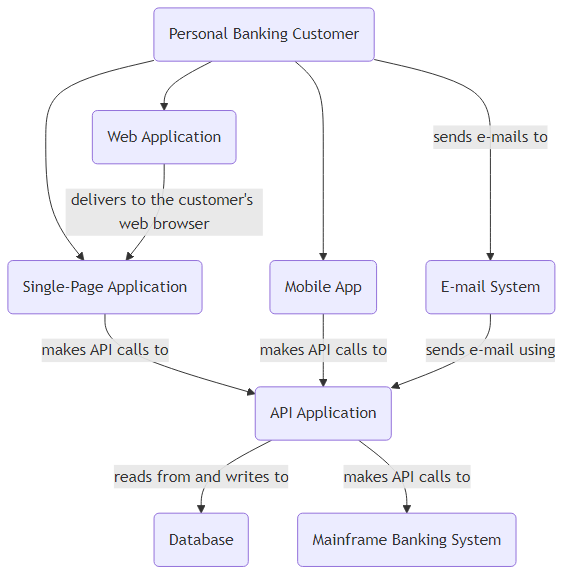 Personal Banking Customer
Web Application
sends e-mails to
delivers to the customer's
web browser
Single-Page Application
Mobile App
E-mail System
makes API calls to
makes API calls to
sends e-mail using
API Application
reads from and writes to
makes API calls to
Database
Mainframe Banking System